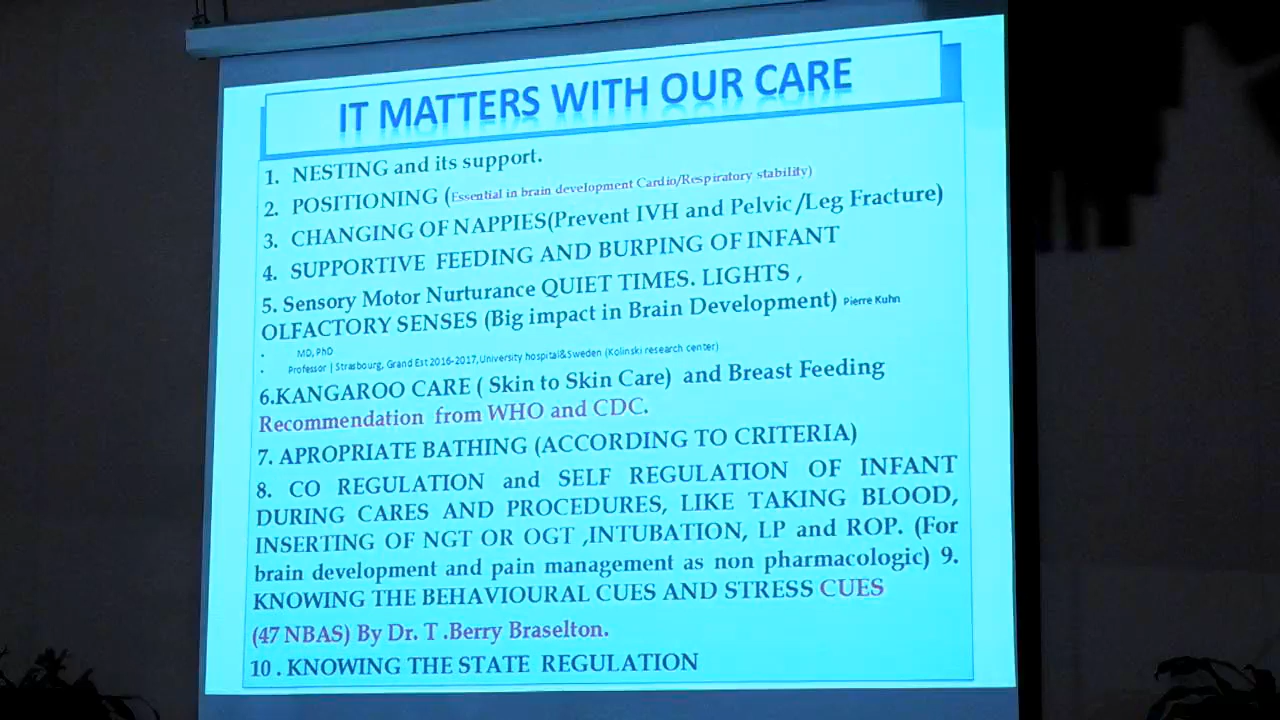 IT MATTERS WITH OUR CARE
1. NESTING and its support.
2. POSITIONING (Essential in brain development Cardio/Respiratory stability)
3. CHANGING OF NAPPIES(Prevent IVH and Pelvic/Leg Fracture)
4. SUPPORTIVE FEEDING AND BURPING OF INFANT
5. Sensory Motor Nurturance QUIET TIMES. LIGHTS ,
OLFACTORY SENSES (Big impact in Brain Development) Pierre Kuhn
• MD, PhD
• Professor | Strasbourg, Grand Est 2016-2017,University hospital&Sweden (Kolinski research center)
6.KANGAROO CARE ( Skin to Skin Care) and Breast Feeding
Recommendation from WHO and CDC.
7. APROPRIATE BATHING (ACCORDING TO CRITERIA)
8. CO REGULATION and SELF REGULATION OF INFANT
DURING CARES AND PROCEDURES, LIKE TAKING BLOOD,
INSERTING OF NGT OR OGT ,INTUBATION, LP and ROP. (For
brain development and pain management as non pharmacologic) 9.
KNOWING THE BEHAVIOURAL CUES AND STRESS CUES
(47 NBAS) By Dr. T .Berry Braselton.
10 . KNOWING THE STATE REGULATION